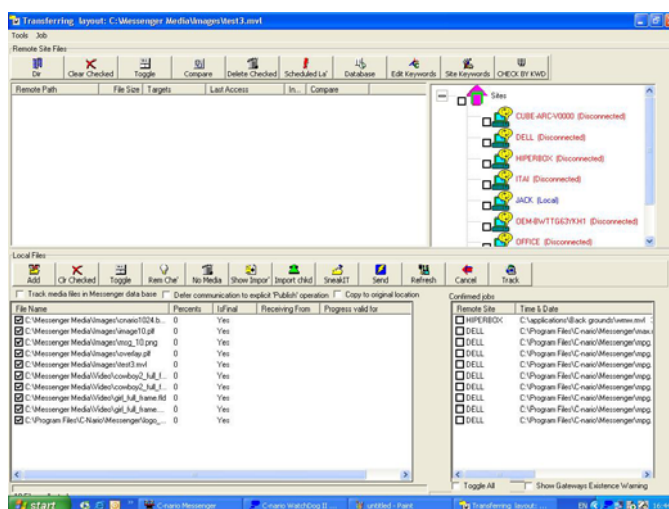 Transferring layout: C:\Messenger Media\Images\test3.mvl
Tools Job
Remote Site Files
Dir Clear Checked Toggle Compare Delete Checked Scheduled La' Database Edit Keywords Site Keywords CHECK BY KWD
Remote Path File Size Targets Last Access In... Compare
Sites
CUBE-ARC-V0000 (Disconnected)
DELL (Disconnected)
HIPERBOX (Disconnected)
ITAI (Disconnected)
JACK (Local)
OEM-BWTTG63YKH1 (Disconnected)
OFFICE (Disconnected)
Local Files
Add Clr Checked Toggle Rem Che' No Media Show Impor' Import chkd SneakIT Send Refresh Cancel Track
Track media files in Messenger data base Defer communication to explicit 'Publish' operation Copy to original location
Confirmed jobs
File Name Percents IsFinal Receiving From Progress valid for
Remote Site Time & Date
C:\Messenger Media\Images\cnario1024.b... 0 Yes
C:\Messenger Media\Images\image10.plf 0 Yes
C:\Messenger Media\Images\msg_10.png 0 Yes
C:\Messenger Media\Images\overlay.plf 0 Yes
C:\Messenger Media\Images\test3.mvl 0 Yes
C:\Messenger Media\Video\cowboy2_full_f... 0 Yes
C:\Messenger Media\Video\cowboy2_full_f... 0 Yes
C:\Messenger Media\Video\girl_full_frame.fld 0 Yes
C:\Messenger Media\Video\girl_full_frame.... 0 Yes
C:\Program Files\C-Nario\Messenger\logo_... 0 Yes
HIPERBOX C:\applications\Back grounds\wmw.mvl
DELL C:\Program Files\C-nario\Messenger\max.
DELL C:\Program Files\C-nario\Messenger\mpg.
DELL C:\Program Files\C-nario\Messenger\mpg.
DELL C:\Program Files\C-nario\Messenger\mpg.
DELL C:\Program Files\C-nario\Messenger\mpg.
DELL C:\Program Files\C-nario\Messenger\mpg.
DELL C:\Program Files\C-nario\Messenger\mpg.
DELL C:\Program Files\C-nario\Messenger\mpg.
DELL C:\Program Files\C-nario\Messenger\mpg.
Toggle All Show Gateways Existence Warning
start C-nario Messenger C-nario WatchDog II ... untitled - Paint Transferring layout: ... EN